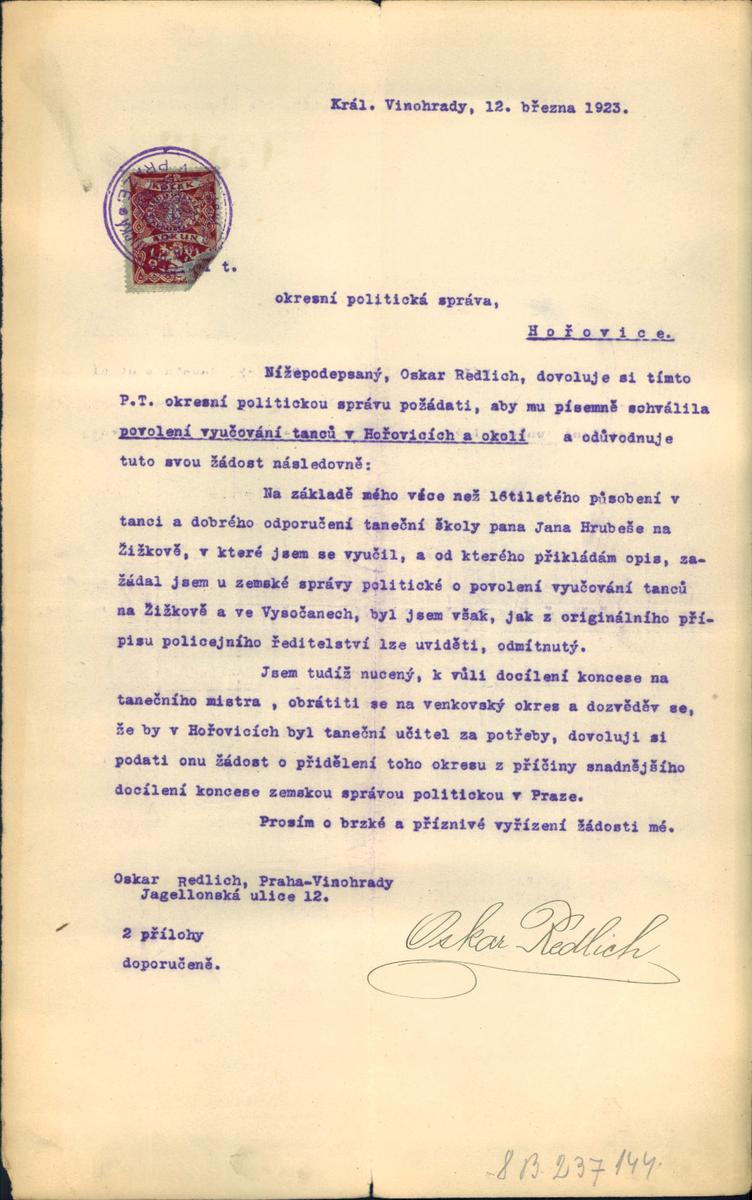 Král. Vinohrady, 12. března 1923.
t.
okresní politická správa,
Hořovice.
Nížepodepsaný, Oskar Redlich, dovoluje si tímto
P.T. okresní politickou správu požádati, aby mu písemně schválila
povolení vyučování tanců v Hořovicích a okolí a odůvodnuje
tuto svou žádost následovně:
Na základě mého více než 16tiletého působení v
tanci a dobrého odporučení taneční školy pana Jana Hrubeše na
Žižkově, v které jsem se vyučil, a od kterého přikládám opis, za-
žádal jsem u zemské správy politické o povolení vyučování tanců
na Žižkově a ve Vysočanech, byl jsem však, jak z originálního pří-
pisu policejního ředitelství lze uviděti, odmítnutý.
Jsem tudíž nucený, k vůli docílení koncese na
tanečního mistra , obrátiti se na venkovský okres a dozvěděv se,
že by v Hořovicích byl taneční učitel za potřeby, dovoluji si
podati onu žádost o přidělení toho okresu z příčiny snadnějšího
docílení koncese zemskou správou politickou v Praze.
Prosím o brzké a příznivé vyřízení žádosti mé.
Oskar Redlich, Praha-Vinohrady
Jagellonská ulice 12.
2 přílohy
doporučeně.
Oskar Redlich
8 B. 237 144.